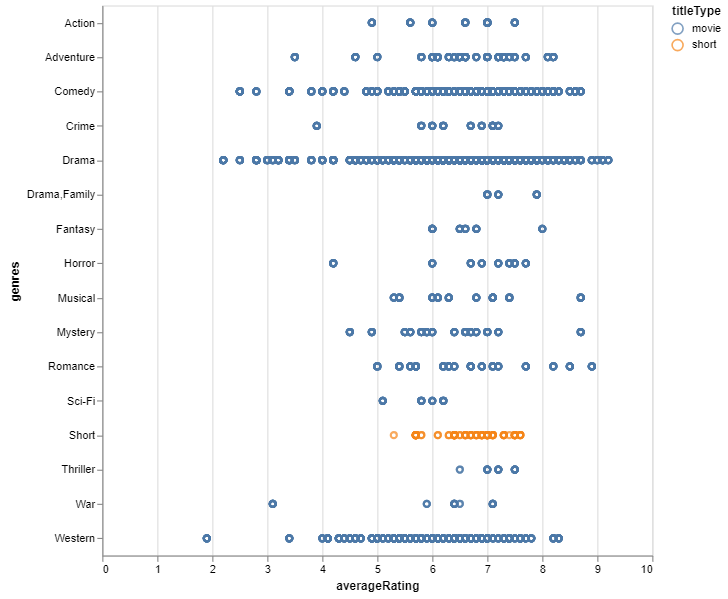 titleType
movie
short
genres
Action
Adventure
Comedy
Crime
Drama
Drama,Family
Fantasy
Horror
Musical
Mystery
Romance
Sci-Fi
Short
Thriller
War
Western
0 1 2 3 4 5 6 7 8 9 10
averageRating